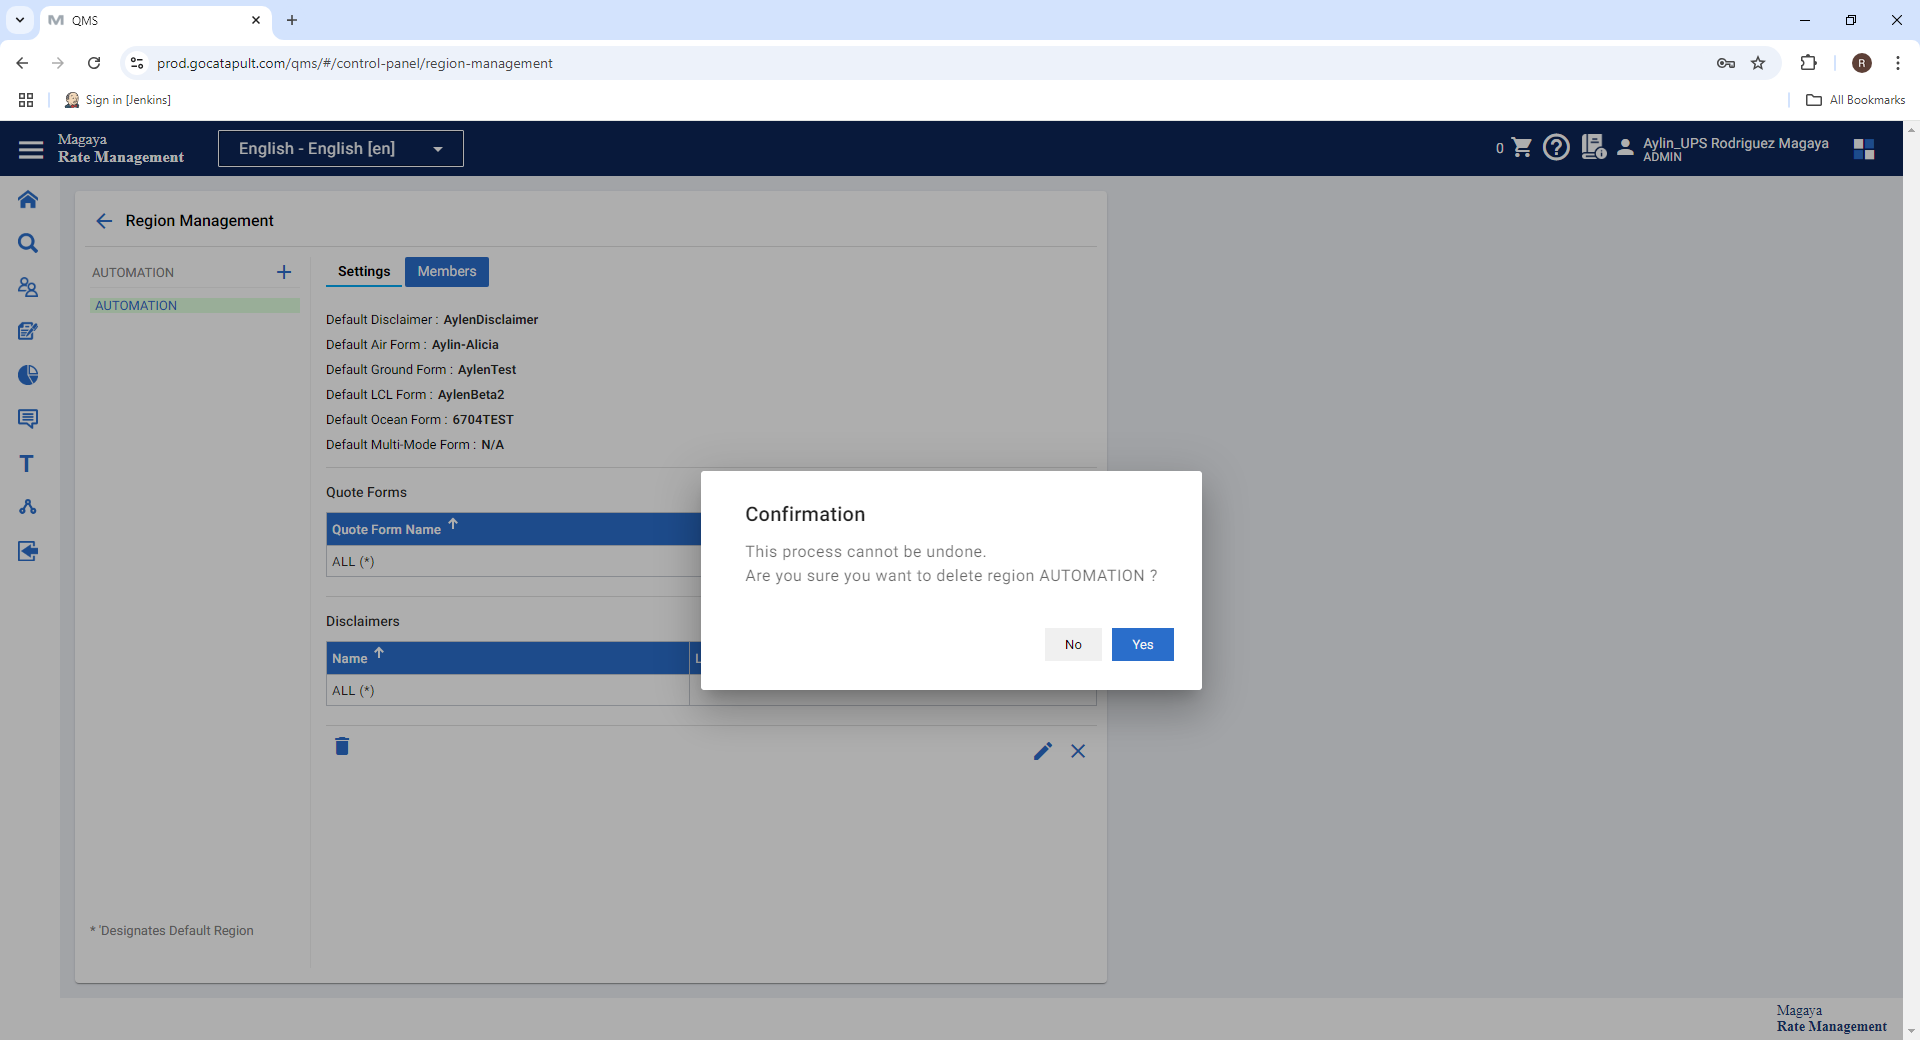 QMS
prod.gocatapult.com/qms/#/control-panel/region-management
R
Sign in [Jenkins]
All Bookmarks
Magaya
Rate Management
English - English [en]
0
Aylin_UPS Rodriguez Magaya
ADMIN
Region Management
AUTOMATION
Settings
Members
AUTOMATION
Default Disclaimer : AylenDisclaimer
Default Air Form : Aylin-Alicia
Default Ground Form : AylenTest
Default LCL Form : AylenBeta2
Default Ocean Form : 6704TEST
Default Multi-Mode Form : N/A
Quote Forms
Quote Form Name
ALL (*)
Disclaimers
Name
L
ALL (*)
Confirmation
This process cannot be undone.
Are you sure you want to delete region AUTOMATION ?
No
Yes
* 'Designates Default Region
Magaya
Rate Management